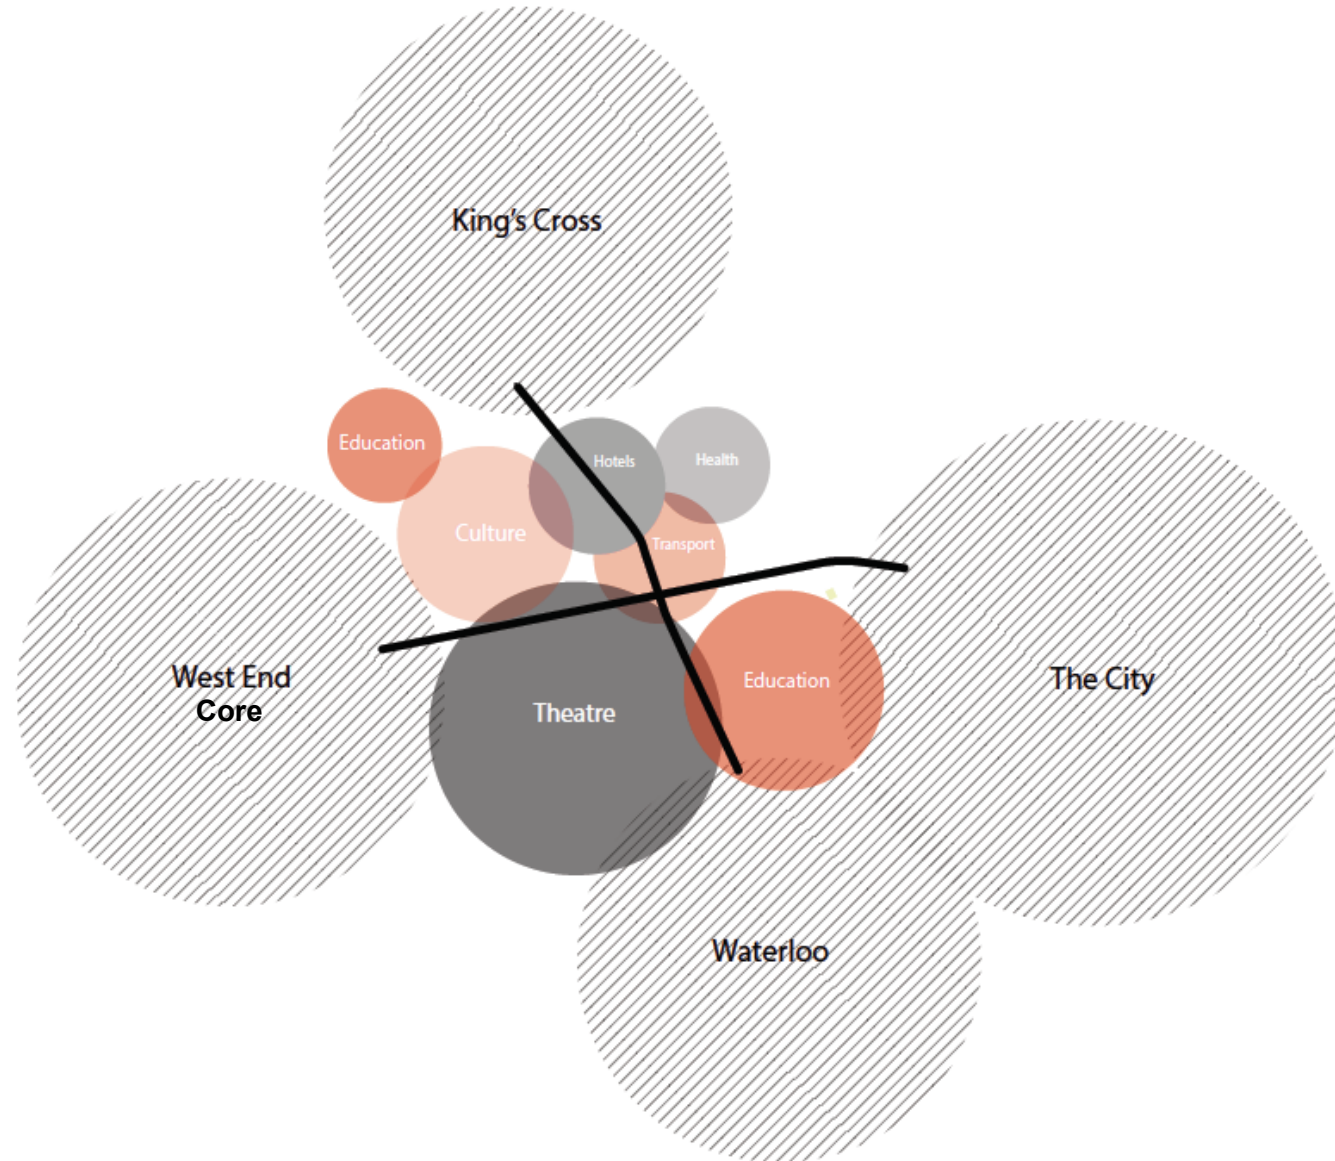 King's Cross
Education
Hotels
Health
Culture
Transport
West End
Core
Theatre
Education
The City
Waterloo